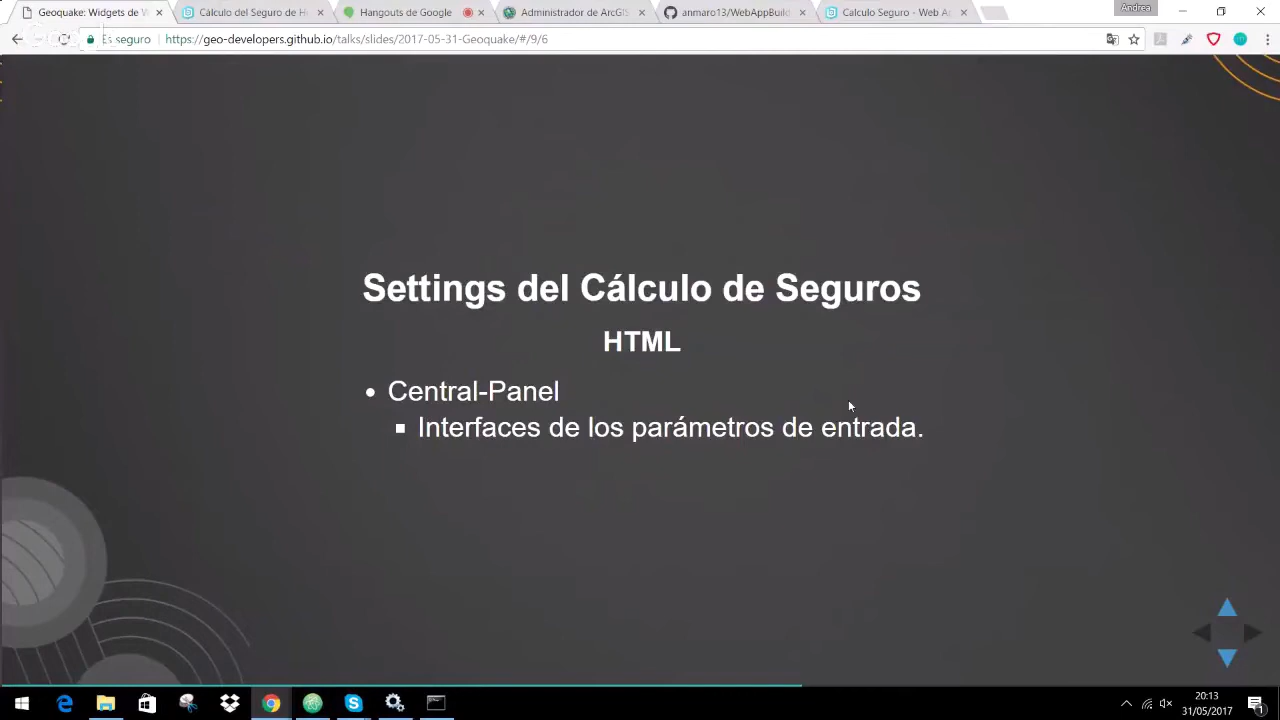 Geoquake: Widgets de W
Cálculo del Seguro de H
Hangouts de Google
Administrador de ArcGIS
anmaro13/WebAppBuild
Calculo Seguro - Web A
Andrea
Es seguro
https://geo-developers.github.io/talks/slides/2017-05-31-Geoquake/#/9/6
Settings del Cálculo de Seguros
HTML
Central-Panel
Interfaces de los parámetros de entrada.
20:13
31/05/2017
1